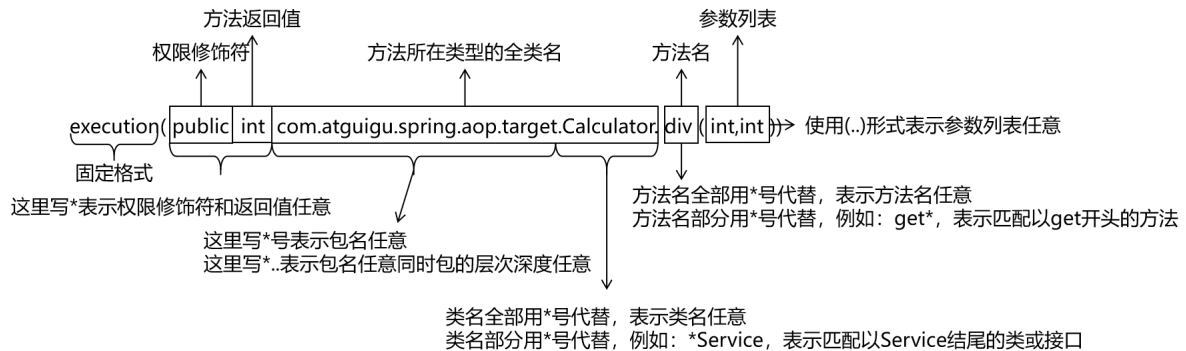 方法返回值
参数列表
权限修饰符
方法所在类型的全类名
方法名
execution(public int com.atguigu.spring.aop.target.Calculator.div(int,int))
使用(..)形式表示参数列表任意
固定格式
这里写*表示权限修饰符和返回值任意
方法名全部用*号代替，表示方法名任意
方法名部分用*号代替，例如：get*，表示匹配以get开头的方法
这里写*号表示包名任意
这里写*..表示包名任意同时包的层次深度任意
类名全部用*号代替，表示类名任意
类名部分用*号代替，例如：*Service，表示匹配以Service结尾的类或接口